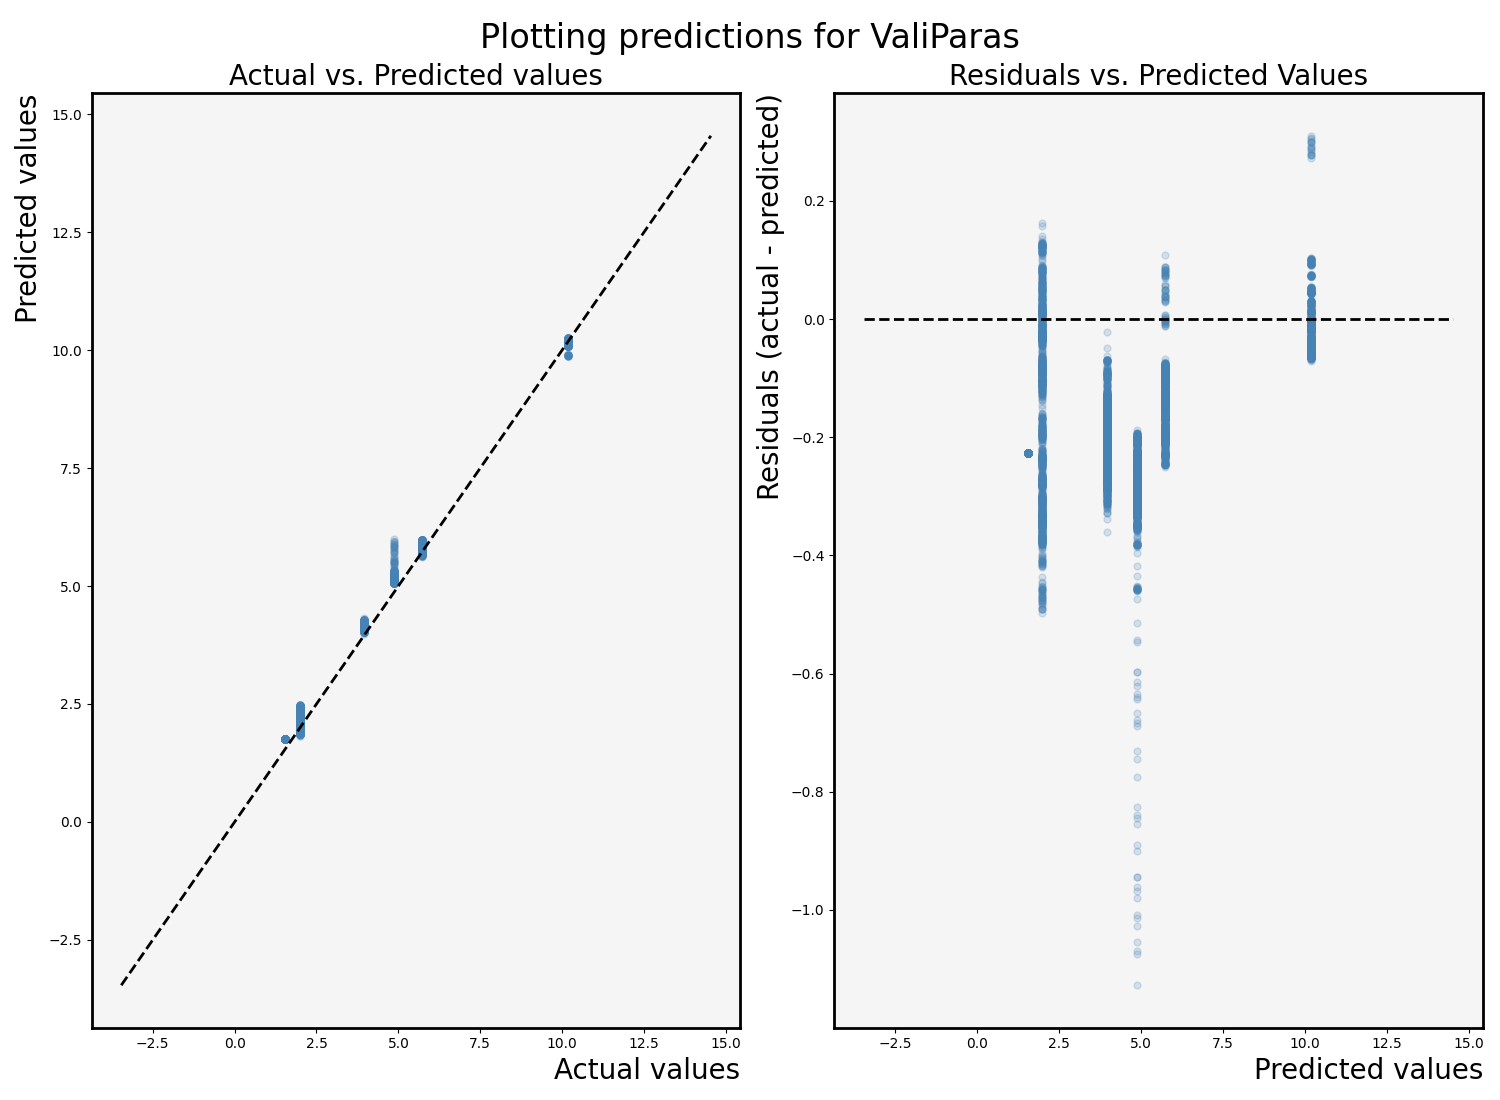 Plotting predictions for ValiParas
Actual vs. Predicted values
Predicted values
15.0
12.5
10.0
7.5
5.0
2.5
0.0
−2.5
−2.5 0.0 2.5 5.0 7.5 10.0 12.5 15.0
Actual values
Residuals vs. Predicted Values
Residuals (actual - predicted)
0.2
0.0
−0.2
−0.4
−0.6
−0.8
−1.0
−2.5 0.0 2.5 5.0 7.5 10.0 12.5 15.0
Predicted values